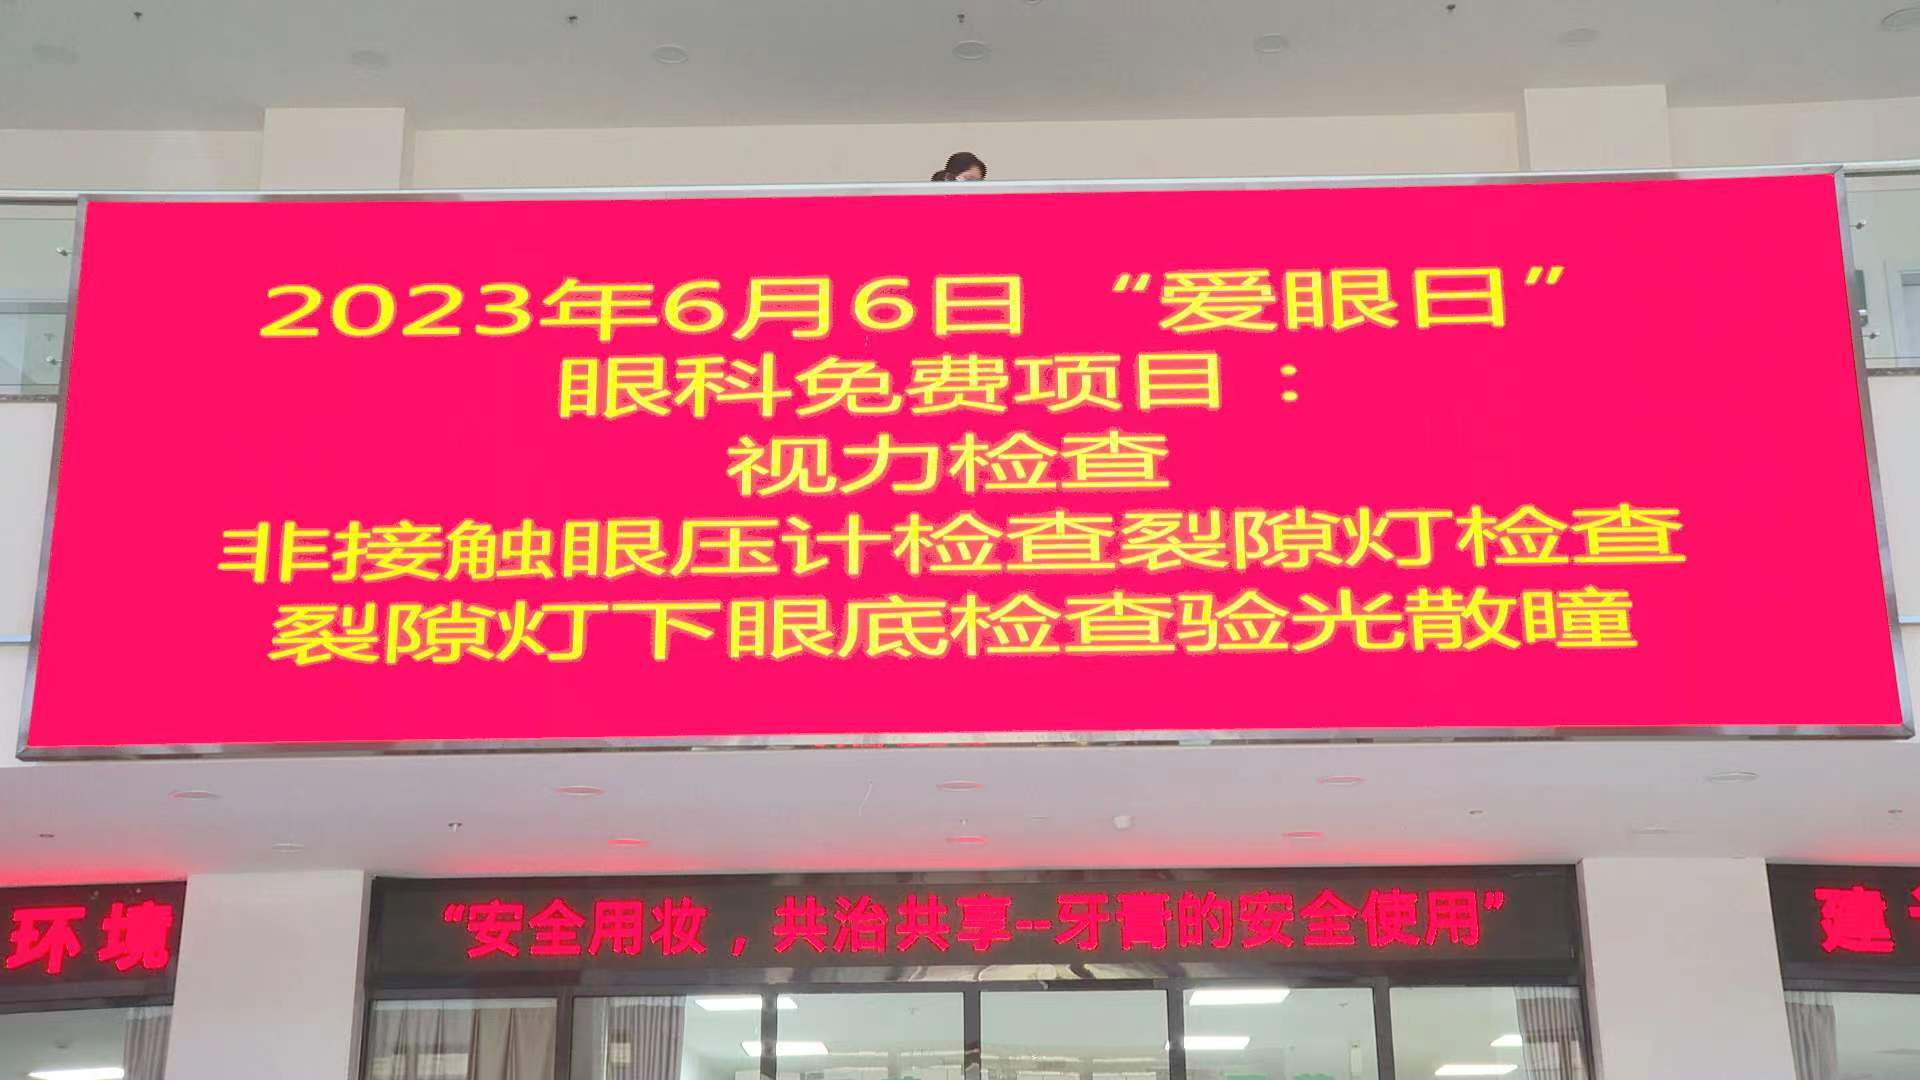 2023年6月6日 “爱眼日”
眼科免费项目：
视力检查
非接触眼压计检查裂隙灯检查
裂隙灯下眼底检查验光散瞳
环境
“安全用妆，共治共享--牙膏的安全使用”
建